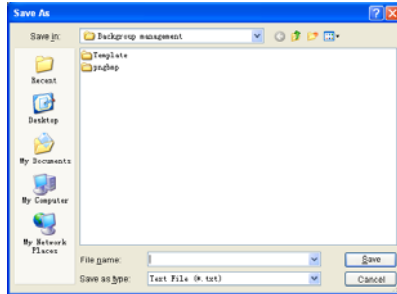 Save As
Save in:
Backgroup management
Template
pngbmp
Recent
Desktop
My Documents
My Computer
My Network
Places
File name:
Save
Save as type:
Text File (*.txt)
Cancel